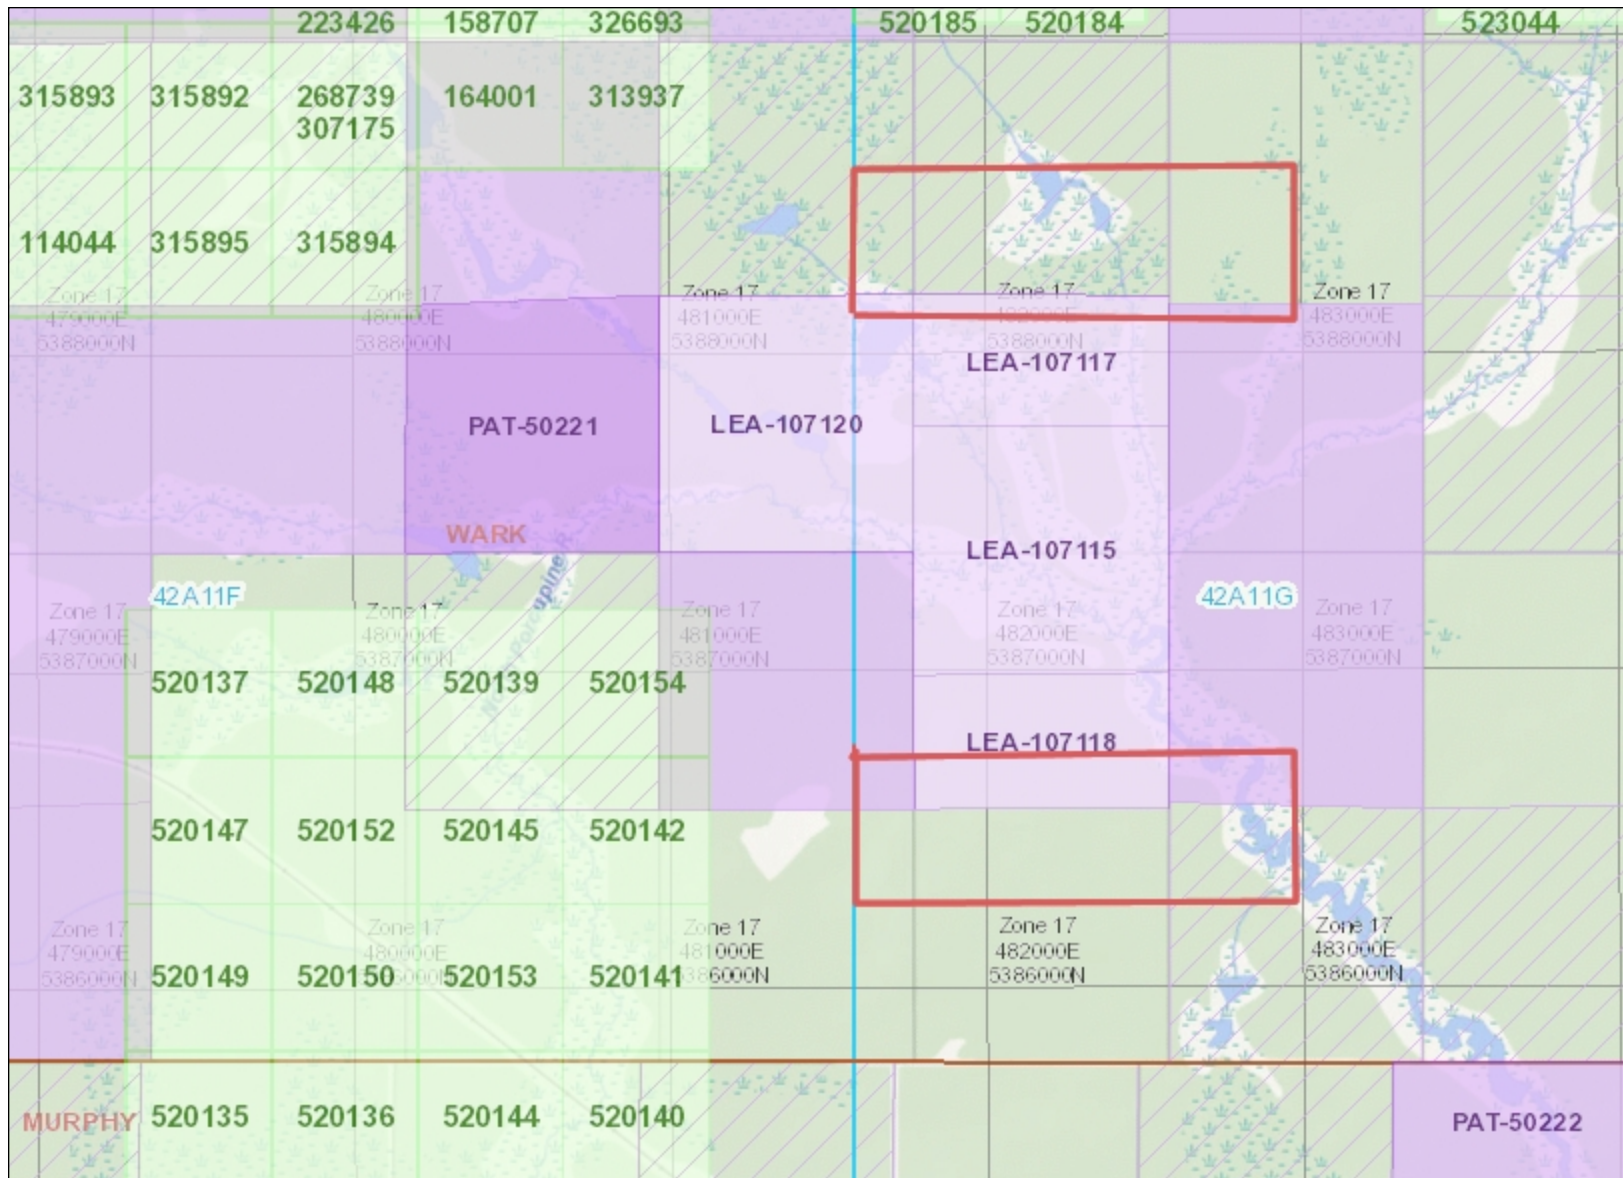 223426 158707 326693 520185 520184 523044
315893 315892 268739 164001 313937
307175
114044 315895 315894
Zone 17 Zone 17 Zone 17 Zone 17 Zone 17
479000E 480000E 481000E 482000E 483000E
5388000N 5388000N 5388000N 5388000N 5388000N
LEA-107117
PAT-50221 LEA-107120
WARK
LEA-107115
42A11F 42A11G
Zone 17 Zone 17 Zone 17 Zone 17 Zone 17
479000E 480000E 481000E 482000E 483000E
5387000N 5387000N 5387000N 5387000N 5387000N
520137 520148 520139 520154
LEA-107118
520147 520152 520145 520142
Zone 17 Zone 17 Zone 17 Zone 17 Zone 17
479000E 480000E 481000E 482000E 483000E
5386000N 5386000N 5386000N 5386000N
520149 520150 520153 520141
520135 520136 520144 520140
MURPHY PAT-50222